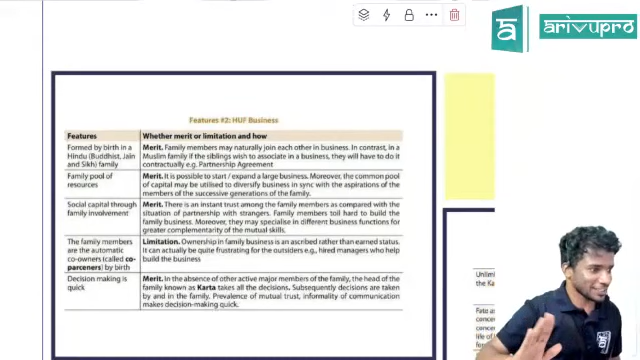 arivupro
Features #2: HUF Business
Features
Whether merit or limitation and how
Formed by birth in a
Hindu (Buddhist, Jain
and Sikh) family
Merit. Family members may naturally join each other in business. In contrast, in a
Muslim family if the siblings wish to associate in a business, they will have to do it
contractually e.g. Partnership Agreement
Family pool of
resources
Merit. It is possible to start / expand a large business. Moreover, the common pool
of capital may be utilised to diversify business in sync with the aspirations of the
members of the successive generations of the family.
Social capital through
family involvement
Merit. There is an instant trust among the family members as compared with the
situation of partnership with strangers. Family members toil hard to build the
family business. Moreover, they may specialise in different business functions for
greater complementarity of the mutual skills.
The family members
are the automatic
co-owners (called co-
parceners) by birth
Limitation. Ownership in family business is an ascribed rather than earned status.
It can actually be quite frustrating for the outsiders e.g., hired managers who help
build the business
Decision making is
quick
Merit. In the absence of other active major members of the family, the head of the
family known as Karta takes all the decisions. Subsequently decisions are taken
by and in the family. Prevalence of mutual trust, informality of communication
makes decision-making quick.
the